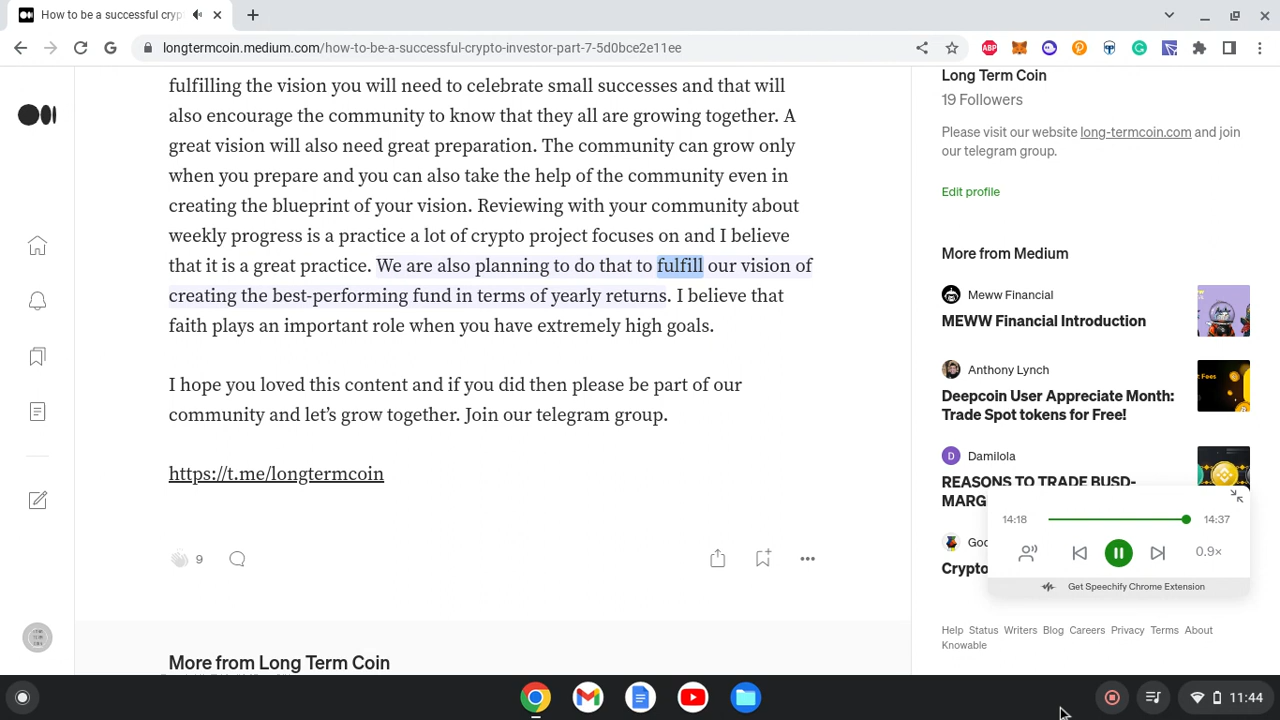 How to be a successful cryp
longtermcoin.medium.com/how-to-be-a-successful-crypto-investor-part-7-5d0bce2e11ee
ABP
fulfilling the vision you will need to celebrate small successes and that will
also encourage the community to know that they all are growing together. A
great vision will also need great preparation. The community can grow only
when you prepare and you can also take the help of the community even in
creating the blueprint of your vision. Reviewing with your community about
weekly progress is a practice a lot of crypto project focuses on and I believe
that it is a great practice. We are also planning to do that to fulfill our vision of
creating the best-performing fund in terms of yearly returns. I believe that
faith plays an important role when you have extremely high goals.
I hope you loved this content and if you did then please be part of our
community and let's grow together. Join our telegram group.
https://t.me/longtermcoin
9
More from Long Term Coin
Long Term Coin
19 Followers
Please visit our website long-termcoin.com and join
our telegram group.
Edit profile
More from Medium
Meww Financial
MEWW Financial Introduction
Anthony Lynch
Deepcoin User Appreciate Month:
Trade Spot tokens for Free!
D
Damilola
REASONS TO TRADE BUSD-
MARG
Goo
Crypto
14:18
14:37
0.9×
Get Speechify Chrome Extension
Help Status Writers Blog Careers Privacy Terms About
Knowable
11:44